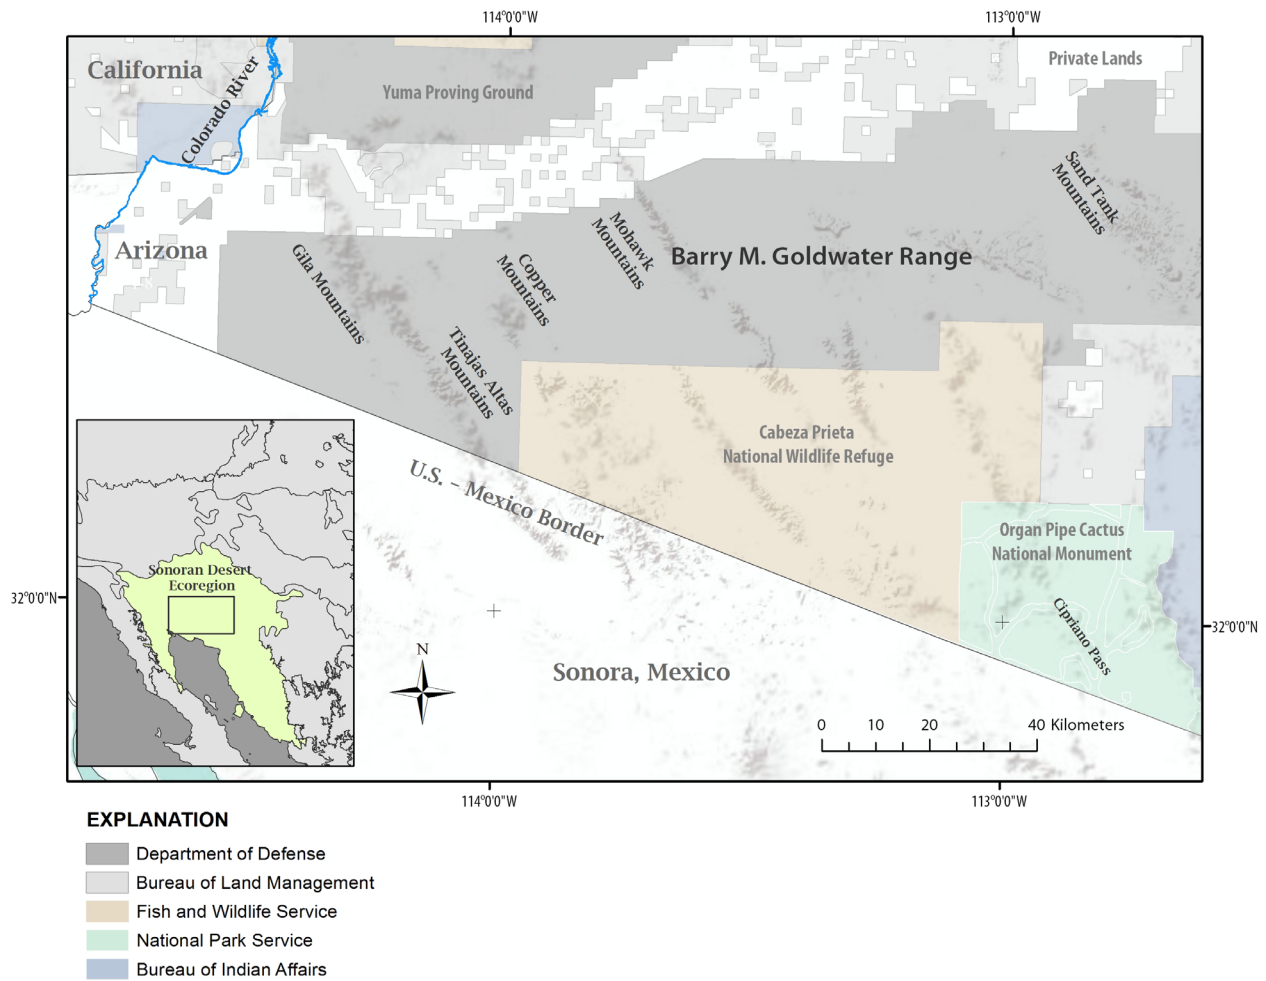 114°0'0"W
113°0'0"W
California
Colorado River
Yuma Proving Ground
Private Lands
Sand Tank
Mountains
Arizona
Gila Mountains
Copper
Mountains
Mohawk
Mountains
Barry M. Goldwater Range
Tinajas Altas
Mountains
Cabeza Prieta
National Wildlife Refuge
U.S. – Mexico Border
Organ Pipe Cactus
National Monument
Cipriano Pass
Sonoran Desert
Ecoregion
32°0'0"N
32°0'0"N
N
Sonora, Mexico
0 10 20 40 Kilometers
114°0'0"W
113°0'0"W
EXPLANATION
Department of Defense
Bureau of Land Management
Fish and Wildlife Service
National Park Service
Bureau of Indian Affairs